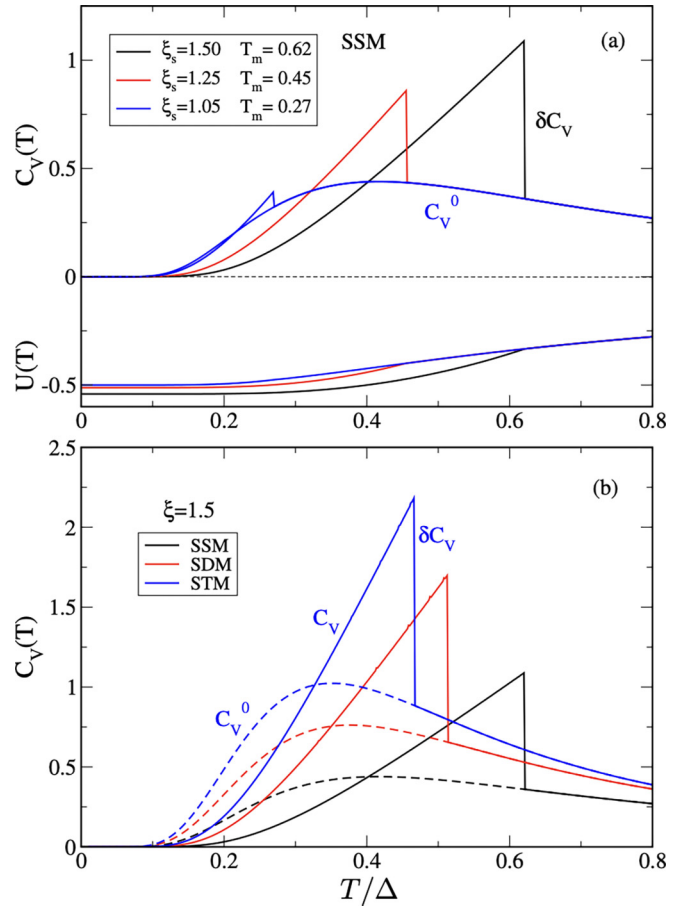 (a)
SSM
ξs=1.50 Tm=0.62
ξs=1.25 Tm=0.45
ξs=1.05 Tm=0.27
δCV
CV0
CV(T)
1
0.5
0
U(T)
-0.5
0 0.2 0.4 0.6 0.8
(b)
ξ=1.5
SSM
SDM
STM
δCV
CV
CV0
CV(T)
2.5
2
1.5
1
0.5
0
0 0.2 0.4 0.6 0.8
T/Δ